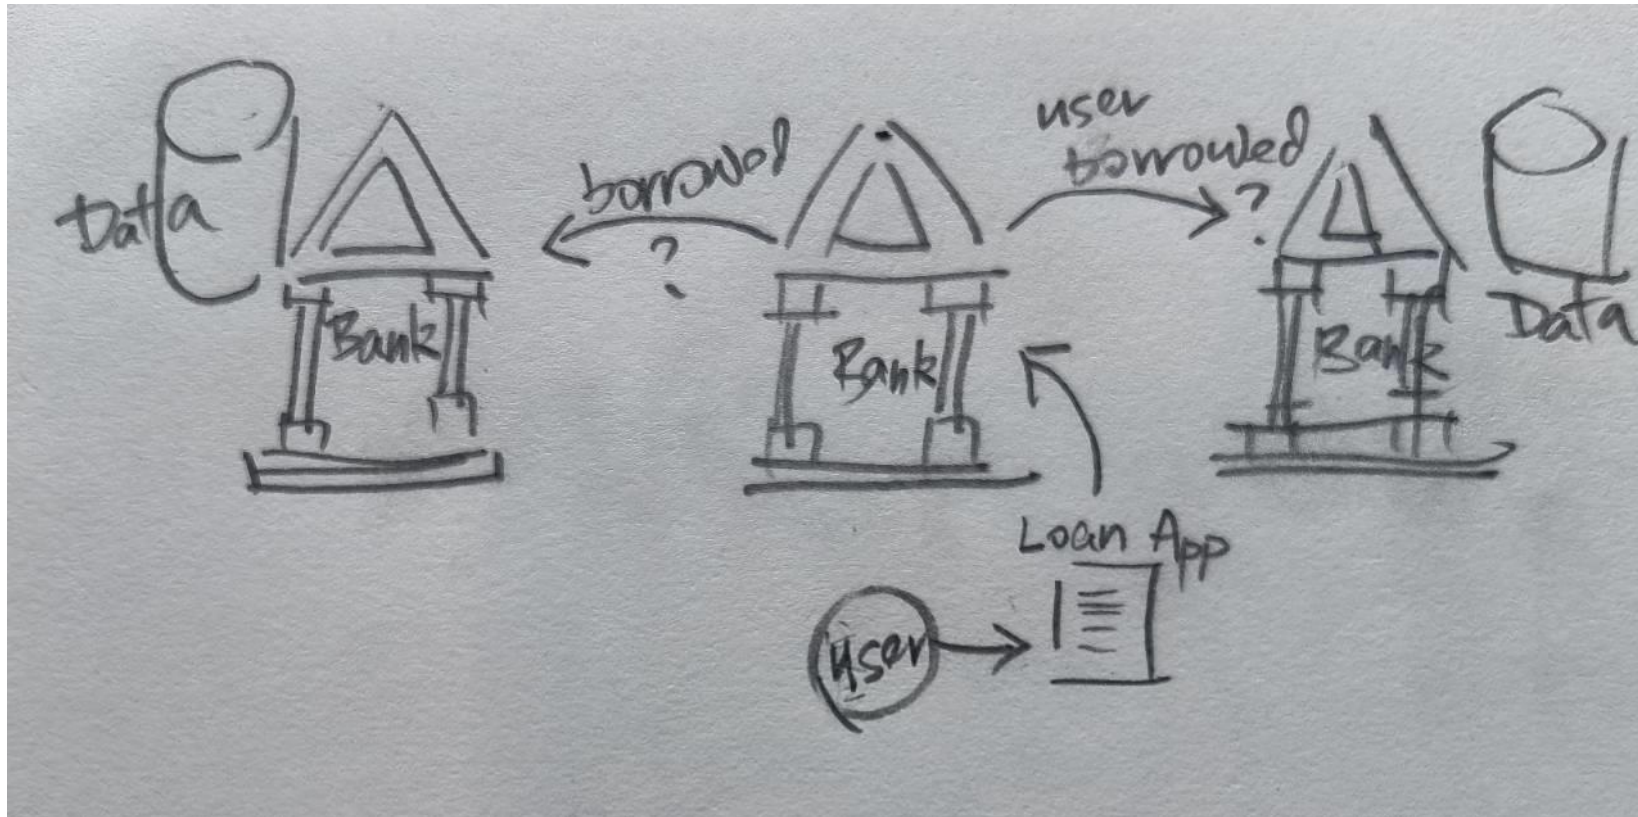 user
borrowed
borrowed
?
?
Data
Data
Bank
Bank
Bank
Loan App
user